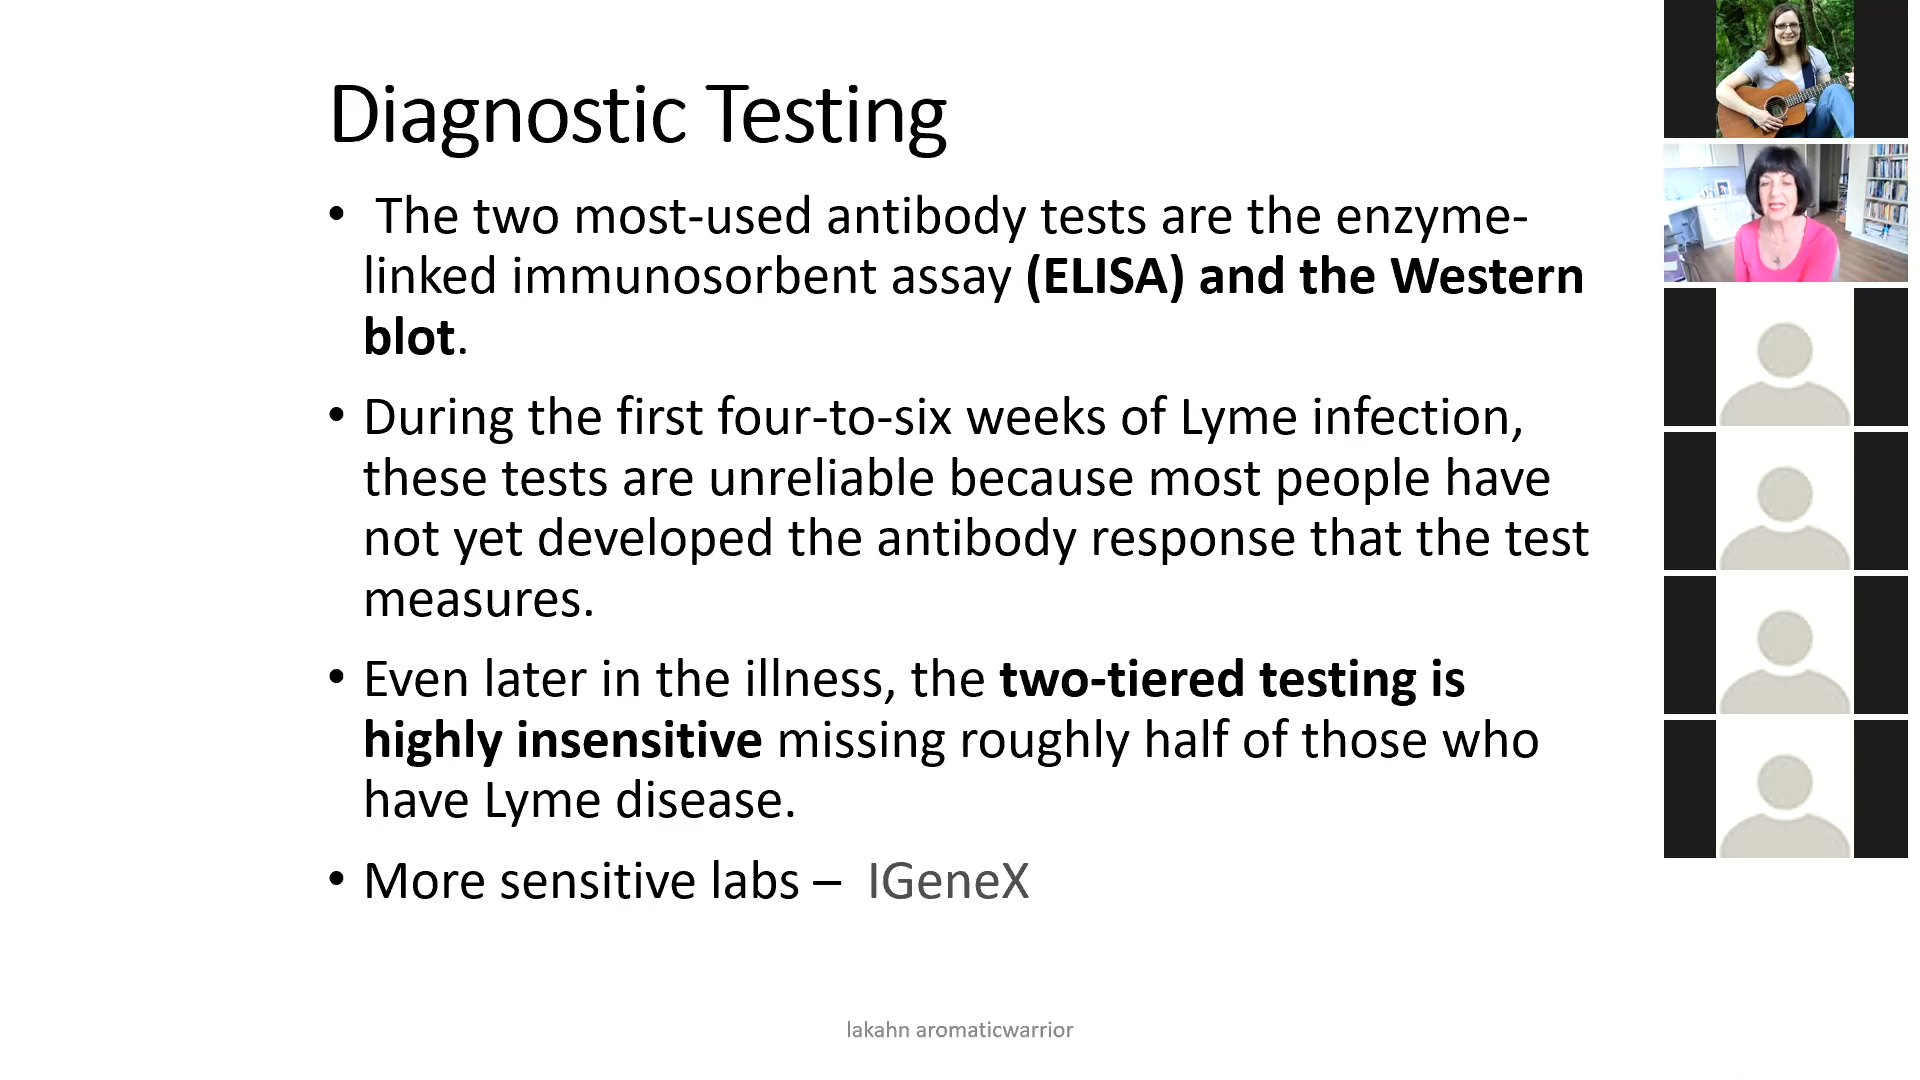 Diagnostic Testing
• The two most-used antibody tests are the enzyme-
linked immunosorbent assay (ELISA) and the Western
blot.
• During the first four-to-six weeks of Lyme infection,
these tests are unreliable because most people have
not yet developed the antibody response that the test
measures.
• Even later in the illness, the two-tiered testing is
highly insensitive missing roughly half of those who
have Lyme disease.
• More sensitive labs – IGeneX
lakahn aromaticwarrior